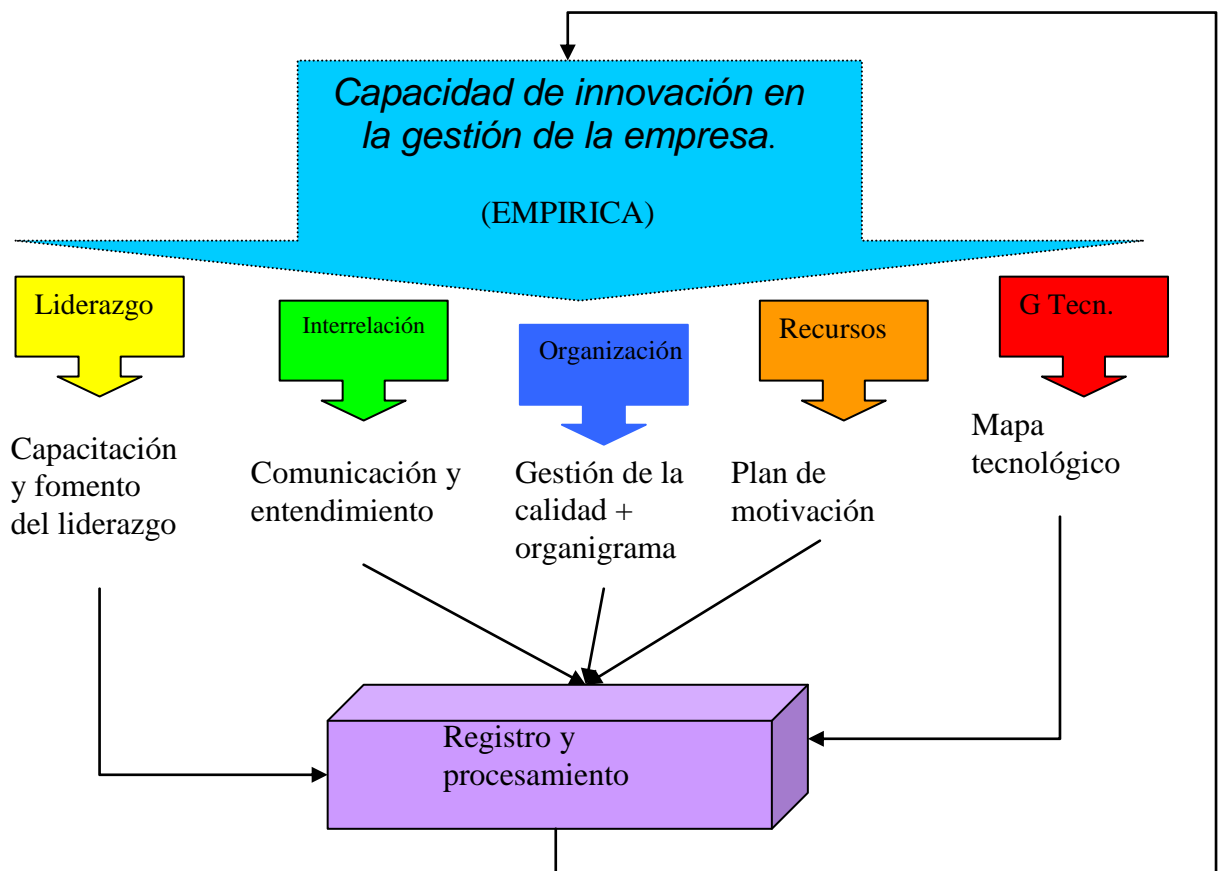 Capacidad de innovación en
la gestión de la empresa.
(EMPIRICA)
Liderazgo
Interrelación
Organización
Recursos
G Tecn.
Capacitación
y fomento
del liderazgo
Comunicación y
entendimiento
Gestión de la
calidad +
organigrama
Plan de
motivación
Mapa
tecnológico
Registro y
procesamiento